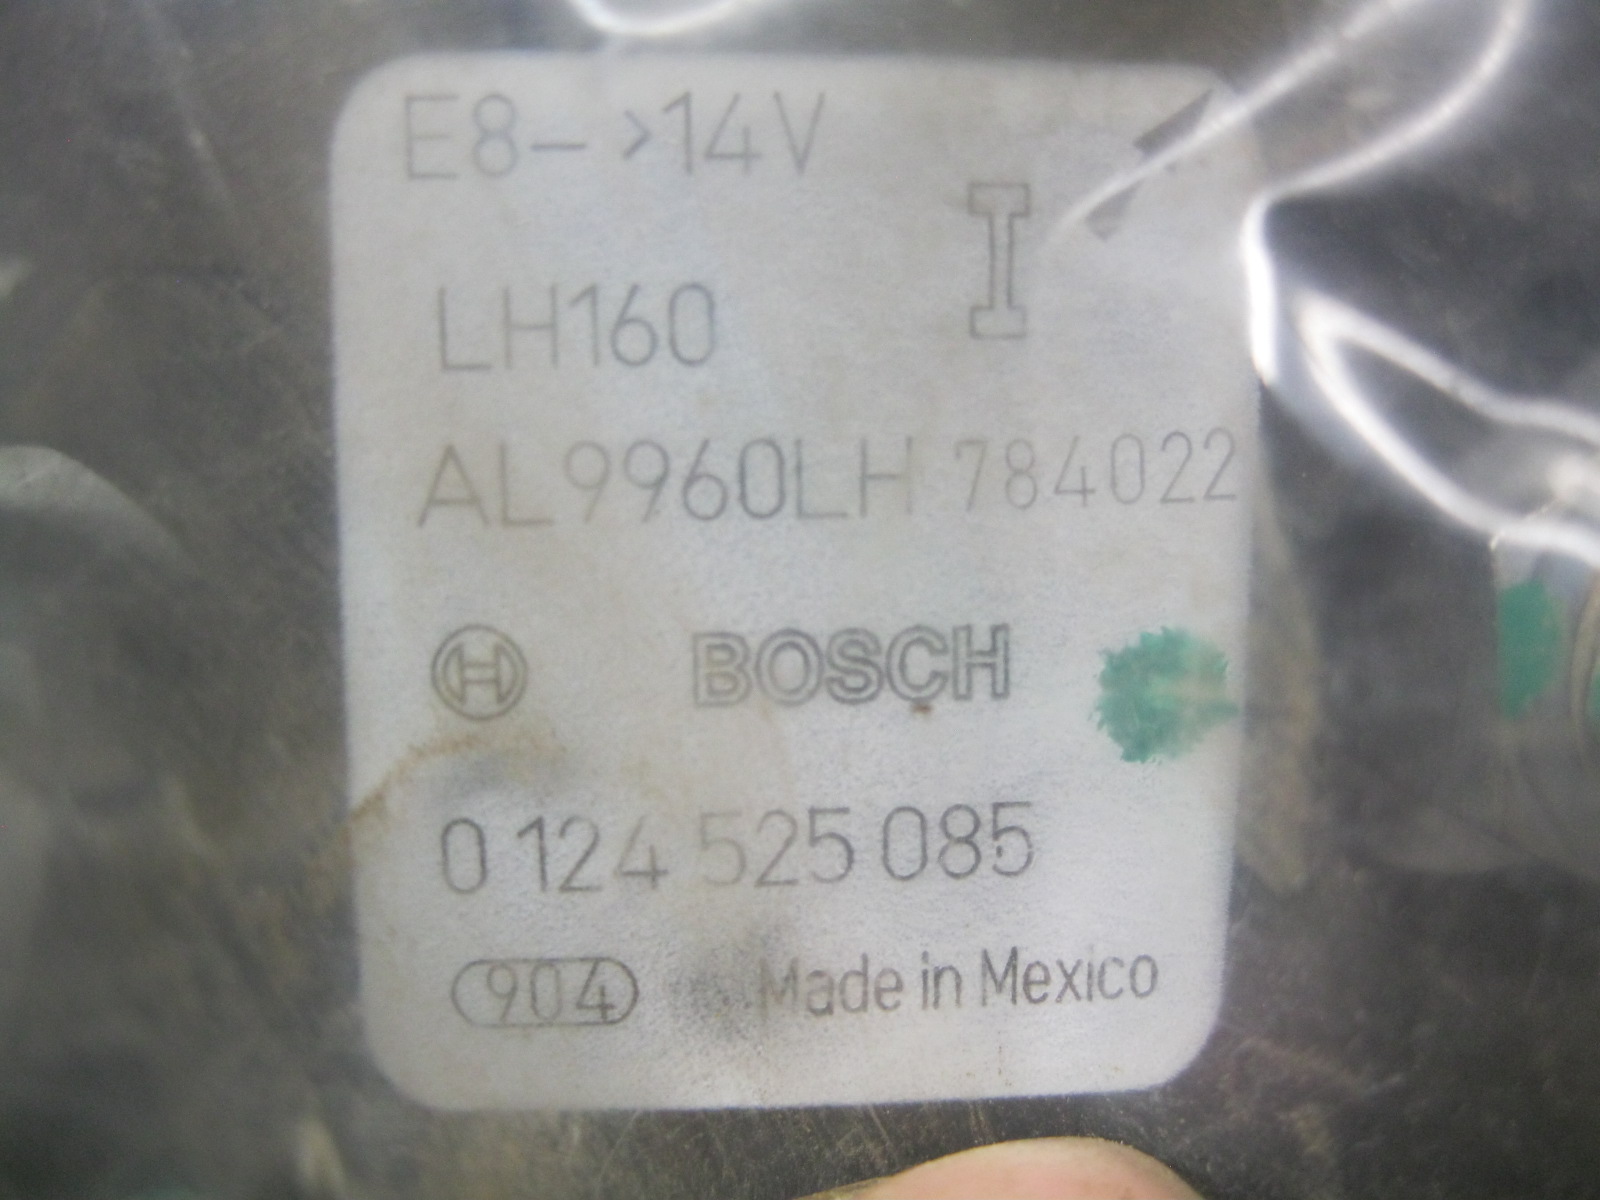 E8- >14V
I
LH160
AL9960LH 784022
H BOSCH
0 124 525 085
904 Made in Mexico